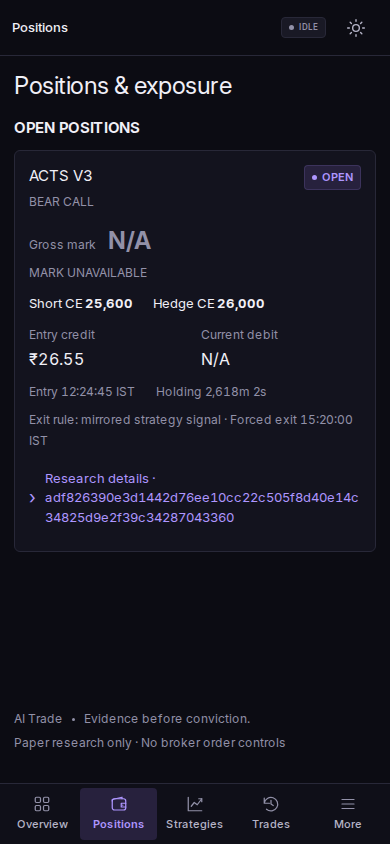 Positions
IDLE
Positions & exposure
OPEN POSITIONS
ACTS V3
OPEN
BEAR CALL
Gross mark N/A
MARK UNAVAILABLE
Short CE 25,600 Hedge CE 26,000
Entry credit Current debit
₹26.55 N/A
Entry 12:24:45 IST Holding 2,618m 2s
Exit rule: mirrored strategy signal · Forced exit 15:20:00
IST
Research details ·
adf826390e3d1442d76ee10cc22c505f8d40e14c
34825d9e2f39c34287043360
AI Trade • Evidence before conviction.
Paper research only · No broker order controls
Overview Positions Strategies Trades More